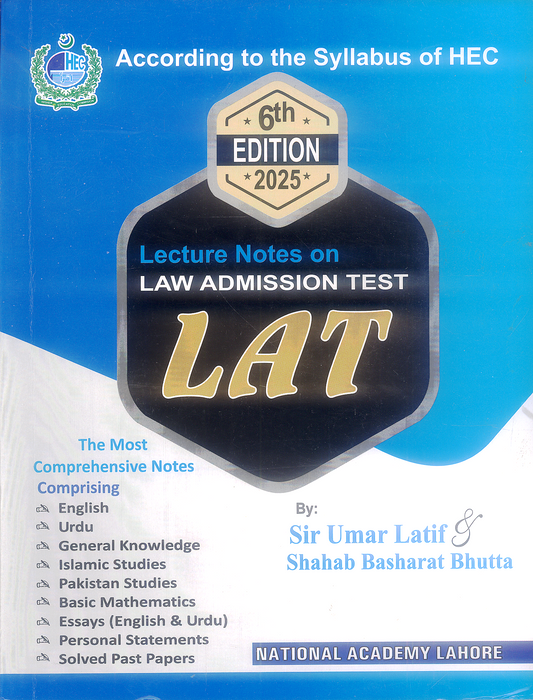 HEC
According to the Syllabus of HEC
6th
EDITION
2025
Lecture Notes on
LAW ADMISSION TEST
LAT
The Most
Comprehensive Notes
Comprising
English
Urdu
General Knowledge
Islamic Studies
Pakistan Studies
Basic Mathematics
Essays (English & Urdu)
Personal Statements
Solved Past Papers
By:
Sir Umar Latif &
Shahab Basharat Bhutta
NATIONAL ACADEMY LAHORE